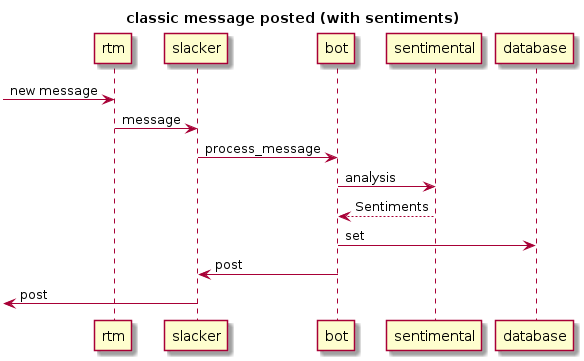 classic message posted (with sentiments)
rtm slacker bot sentimental database
new message
message
process_message
analysis
Sentiments
set
post
post
rtm slacker bot sentimental database